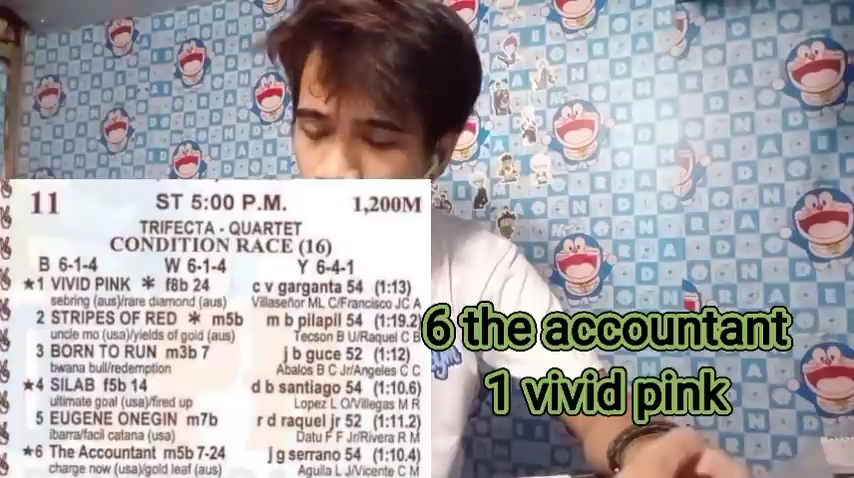 11 ST 5:00 P.M. 1,200M
TRIFECTA - QUARTET
CONDITION RACE (16)
B 6-1-4 W 6-1-4 Y 6-4-1
★1 VIVID PINK * f8b 24 c v garganta 54 (1:13)
sebring (aus)/rare diamond (aus) Villaseñor ML C/Francisco JC A
2 STRIPES OF RED * m5b m b pilapil 54 (1:19.2)
uncle mo (usa)/yields of gold (aus) Tecson B U/Raquel C B
3 BORN TO RUN m3b 7 j b guce 52 (1:12)
bwana bull/redemption Abalos B C Jr/Angeles C C
★4 SILAB f5b 14 d b santiago 54 (1:10.6)
ultimate goal (usa)/fired up Lopez L O/Villegas M R
5 EUGENE ONEGIN m7b r d raquel jr 52 (1:11.2)
ibarra/facil catana (usa) Datu F F Jr/Rivera R M
★6 The Accountant m5b 7-24 j g serrano 54 (1:10.4)
charge now (usa)/gold leaf (aus) Aguila L J/Vicente C M
6 the accountant
1 vivid pink